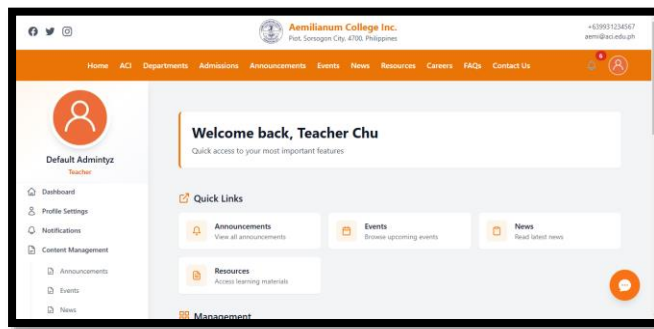 Aemilianum College Inc.
Piot. Sorsogon City, 4700, Philippines
+639931234567
aemi@aci.edu.ph
Home ACI Departments Admissions Announcements Events News Resources Careers FAQs Contact Us
6
Default Admintyz
Teacher
Dashboard
Profile Settings
Notifications
Content Management
Announcements
Events
News
Welcome back, Teacher Chu
Quick access to your most important features
Quick Links
Announcements
View all announcements
Events
Browse upcoming events
News
Read latest news
Resources
Access learning materials
Management